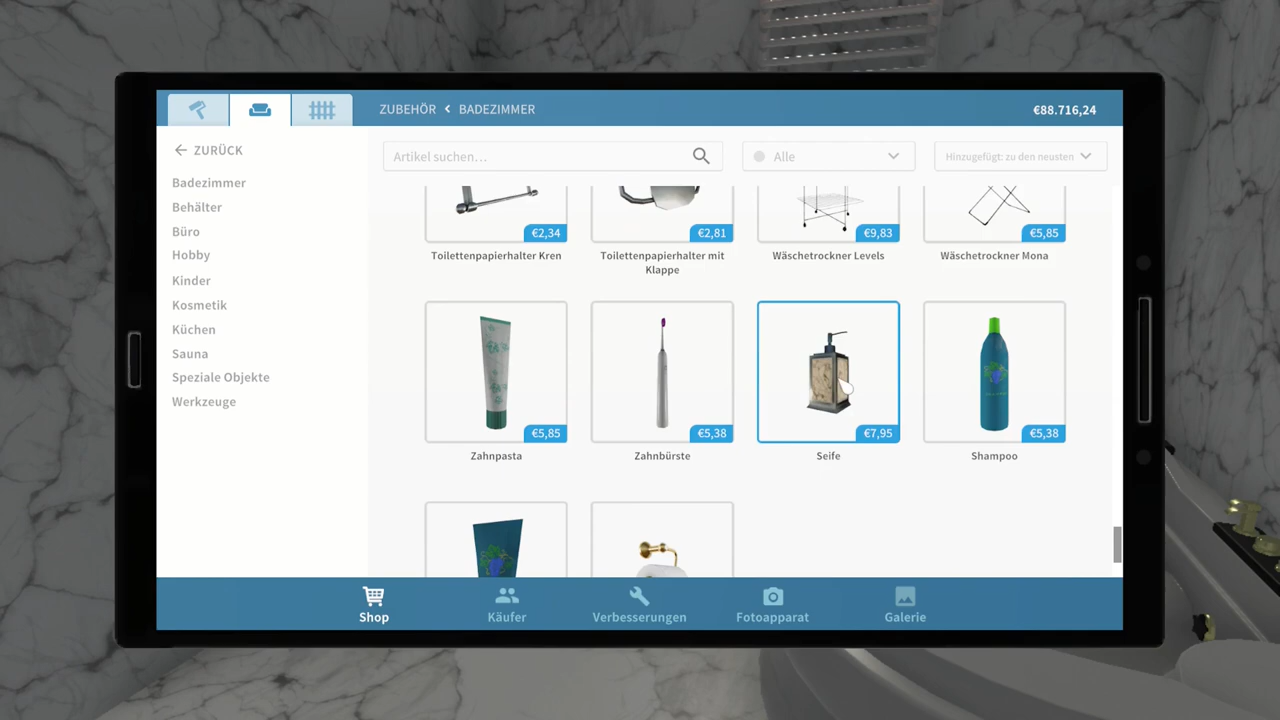 ZUBEHÖR < BADEZIMMER
€88.716,24
ZURÜCK
Artikel suchen...
Alle
Hinzugefügt: zu den neusten
Badezimmer
Behälter
Büro
Hobby
Kinder
Kosmetik
Küchen
Sauna
Speziale Objekte
Werkzeuge
€2,34
€2,81
€9,83
€5,85
Toilettenpapierhalter Kren
Toilettenpapierhalter mit
Klappe
Wäschetrockner Levels
Wäschetrockner Mona
€5,85
€5,38
€7,95
€5,38
Zahnpasta
Zahnbürste
Seife
Shampoo
Shop
Käufer
Verbesserungen
Fotoapparat
Galerie